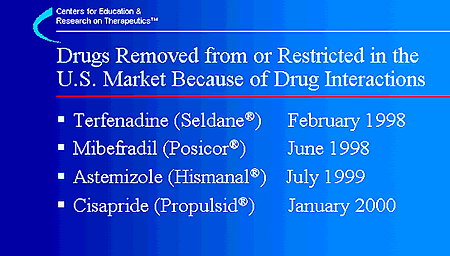 Centers for Education &
Research on Therapeutics™
Drugs Removed from or Restricted in the
U.S. Market Because of Drug Interactions
▪ Terfenadine (Seldane®) February 1998
▪ Mibefradil (Posicor®) June 1998
▪ Astemizole (Hismanal®) July 1999
▪ Cisapride (Propulsid®) January 2000